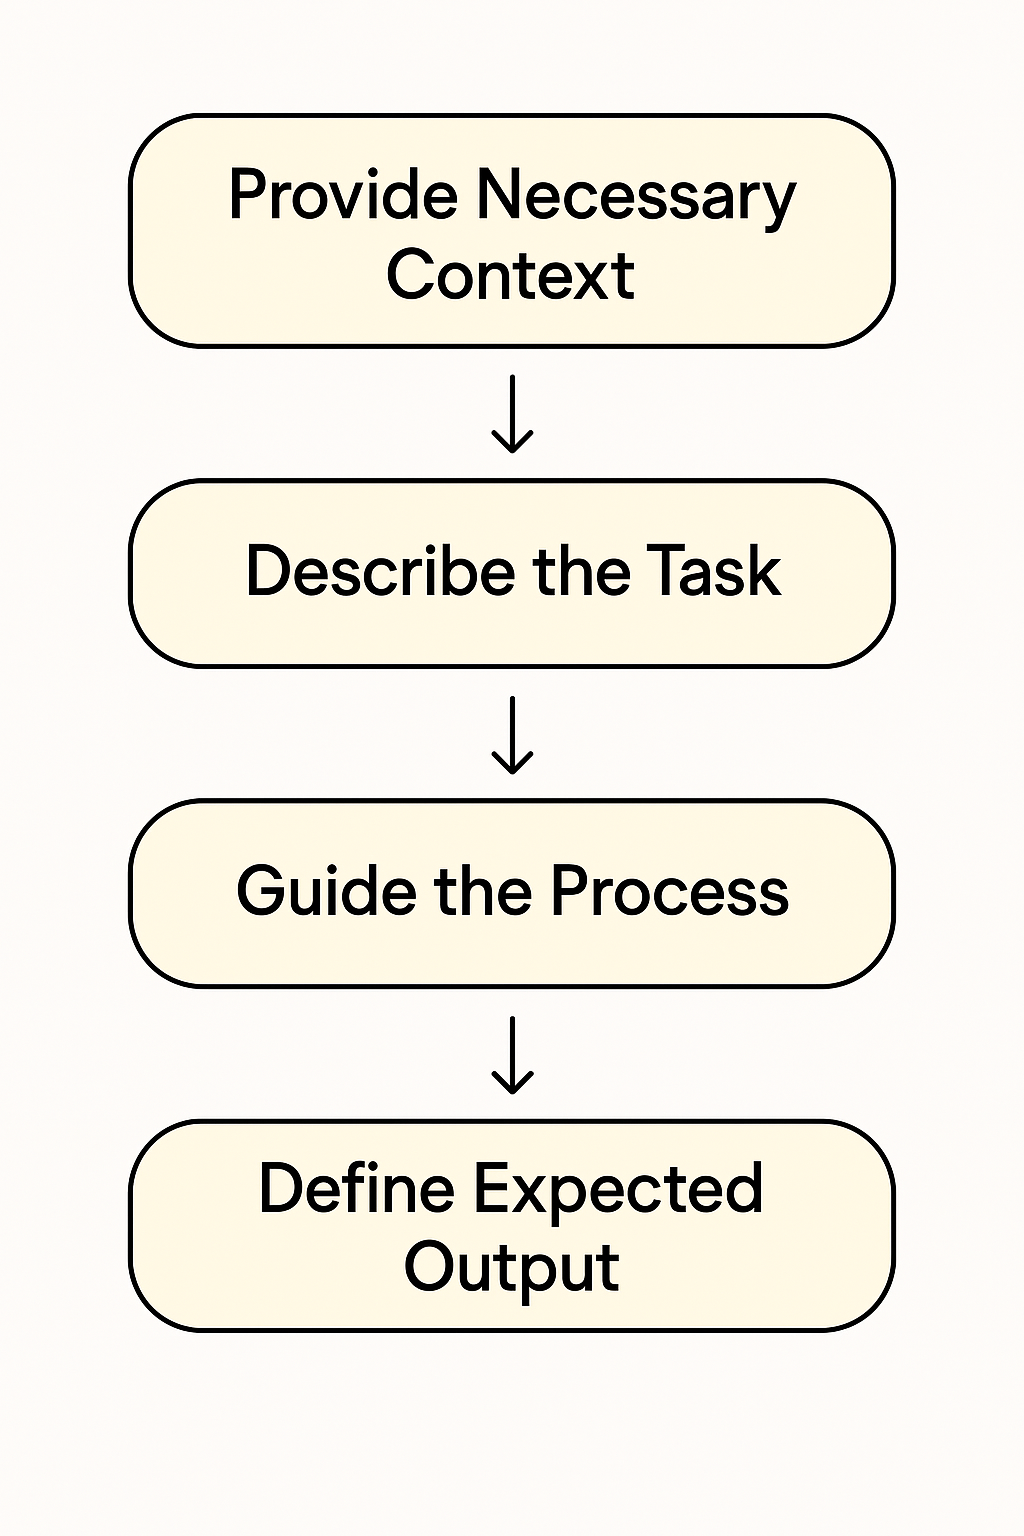 Provide Necessary
Context
Describe the Task
Guide the Process
Define Expected
Output